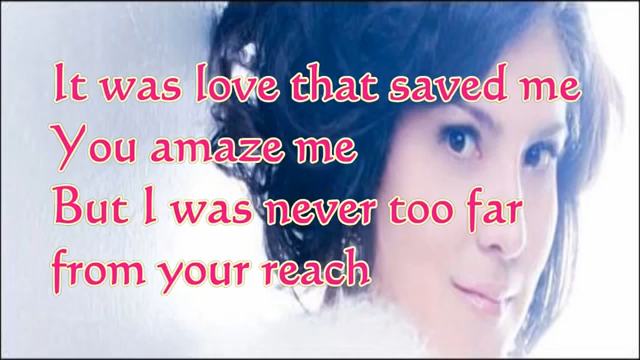 It was love that saved me
You amaze me
But I was never too far
from your reach